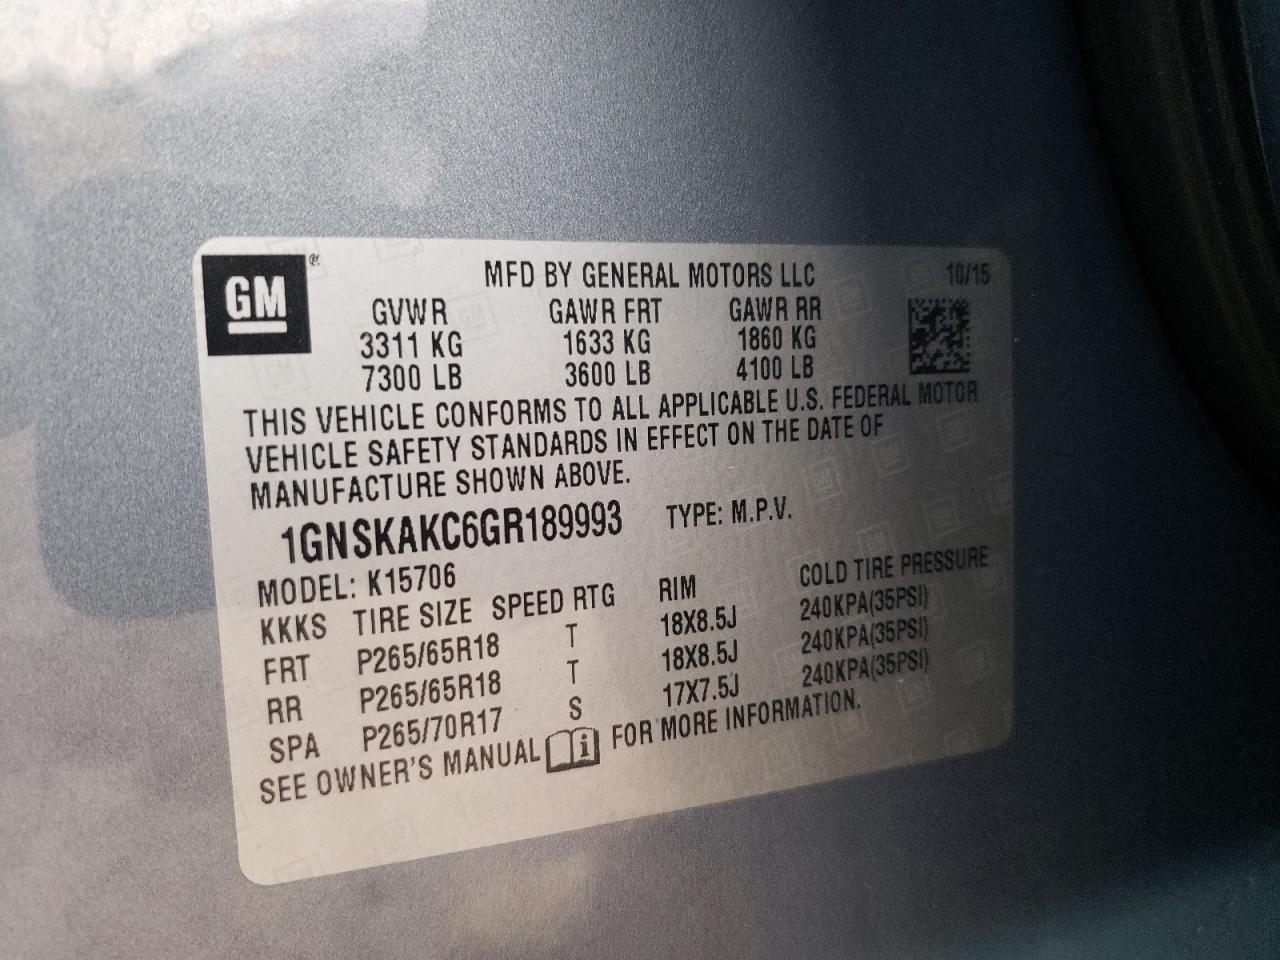 GM ®
MFD BY GENERAL MOTORS LLC 10/15
GVWR GAWR FRT GAWR RR
3311 KG 1633 KG 1860 KG
7300 LB 3600 LB 4100 LB
THIS VEHICLE CONFORMS TO ALL APPLICABLE U.S. FEDERAL MOTOR
VEHICLE SAFETY STANDARDS IN EFFECT ON THE DATE OF
MANUFACTURE SHOWN ABOVE.
1GNSKAKC6GR189993 TYPE: M.P.V.
MODEL: K15706
KKKS TIRE SIZE SPEED RTG RIM COLD TIRE PRESSURE
FRT P265/65R18 T 18X8.5J 240KPA(35PSI)
RR P265/65R18 T 18X8.5J 240KPA(35PSI)
SPA P265/70R17 S 17X7.5J 240KPA(35PSI)
SEE OWNER'S MANUAL i FOR MORE INFORMATION.